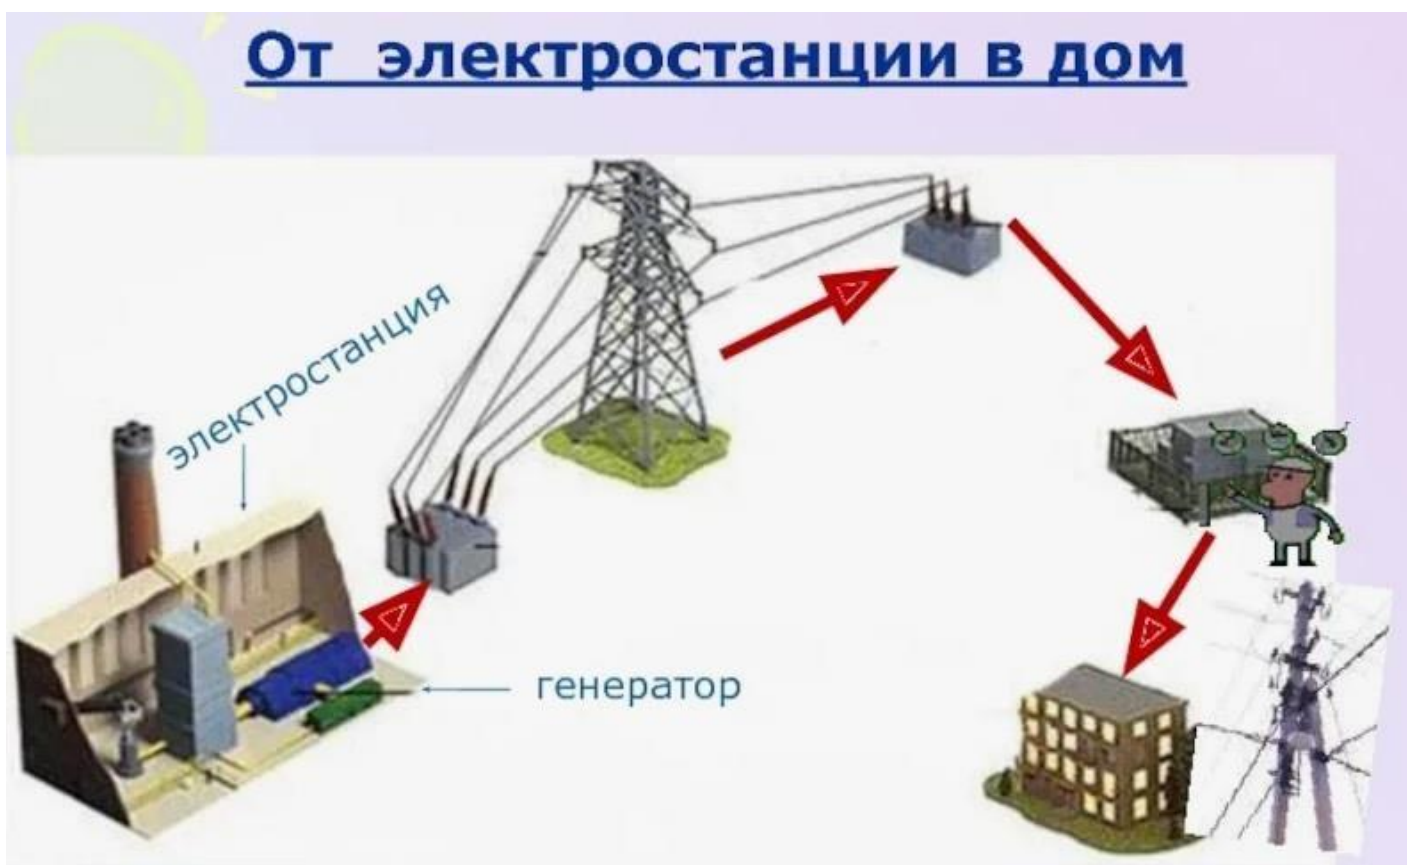 От электростанции в дом
электростанция
генератор